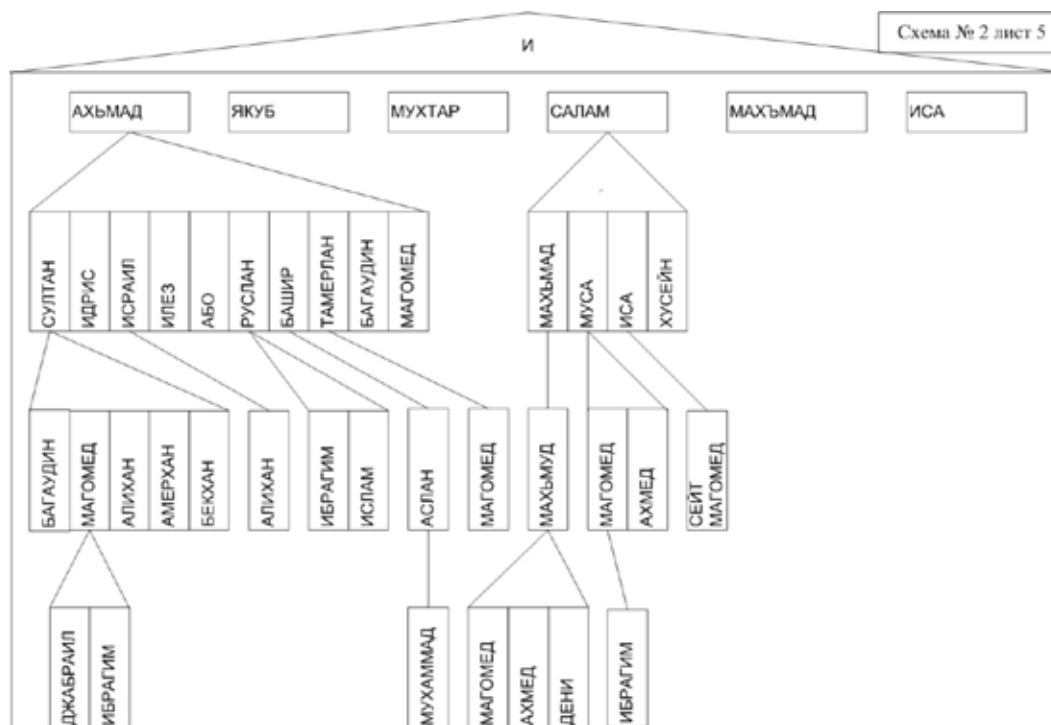 Схема № 2 лист 5
И
АХЬМАД
ЯКУБ
МУХТАР
САЛАМ
МАХЪМАД
ИСА
СУЛТАН
ИДРИС
ИСРАИЛ
ИЛЕЗ
АБО
РУСЛАН
БАШИР
ТАМЕРЛАН
БАГАУДИН
МАГОМЕД
МАХЬМАД
МУСА
ИСА
ХУСЕЙН
БАГАУДИН
МАГОМЕД
АЛИХАН
АМЕРХАН
БЕКХАН
АЛИХАН
ИБРАГИМ
ИСЛАМ
АСЛАН
МАГОМЕД
МАХЬМУД
МАГОМЕД
АХМЕД
СЕЙТ
МАГОМЕД
ДЖАБРАИЛ
ИБРАГИМ
МУХАММАД
МАГОМЕД
АХМЕД
ДЕНИ
ИБРАГИМ